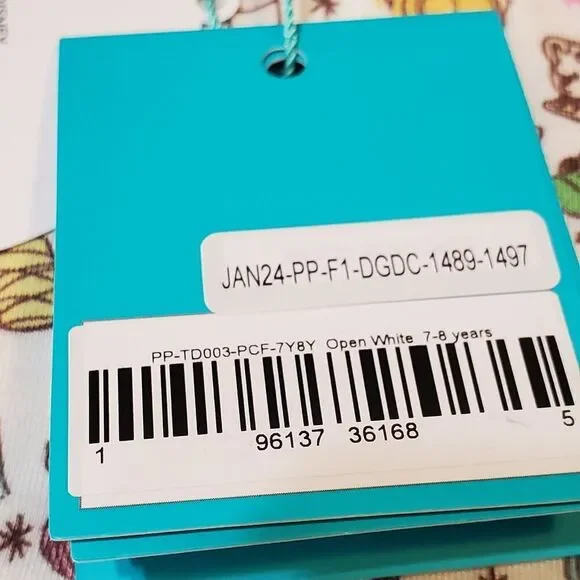 JAN24-PP-F1-DGDC-1489-1497
PP-TD003-PCF-7Y8Y Open White 7-8 years
1 96137 36168 5